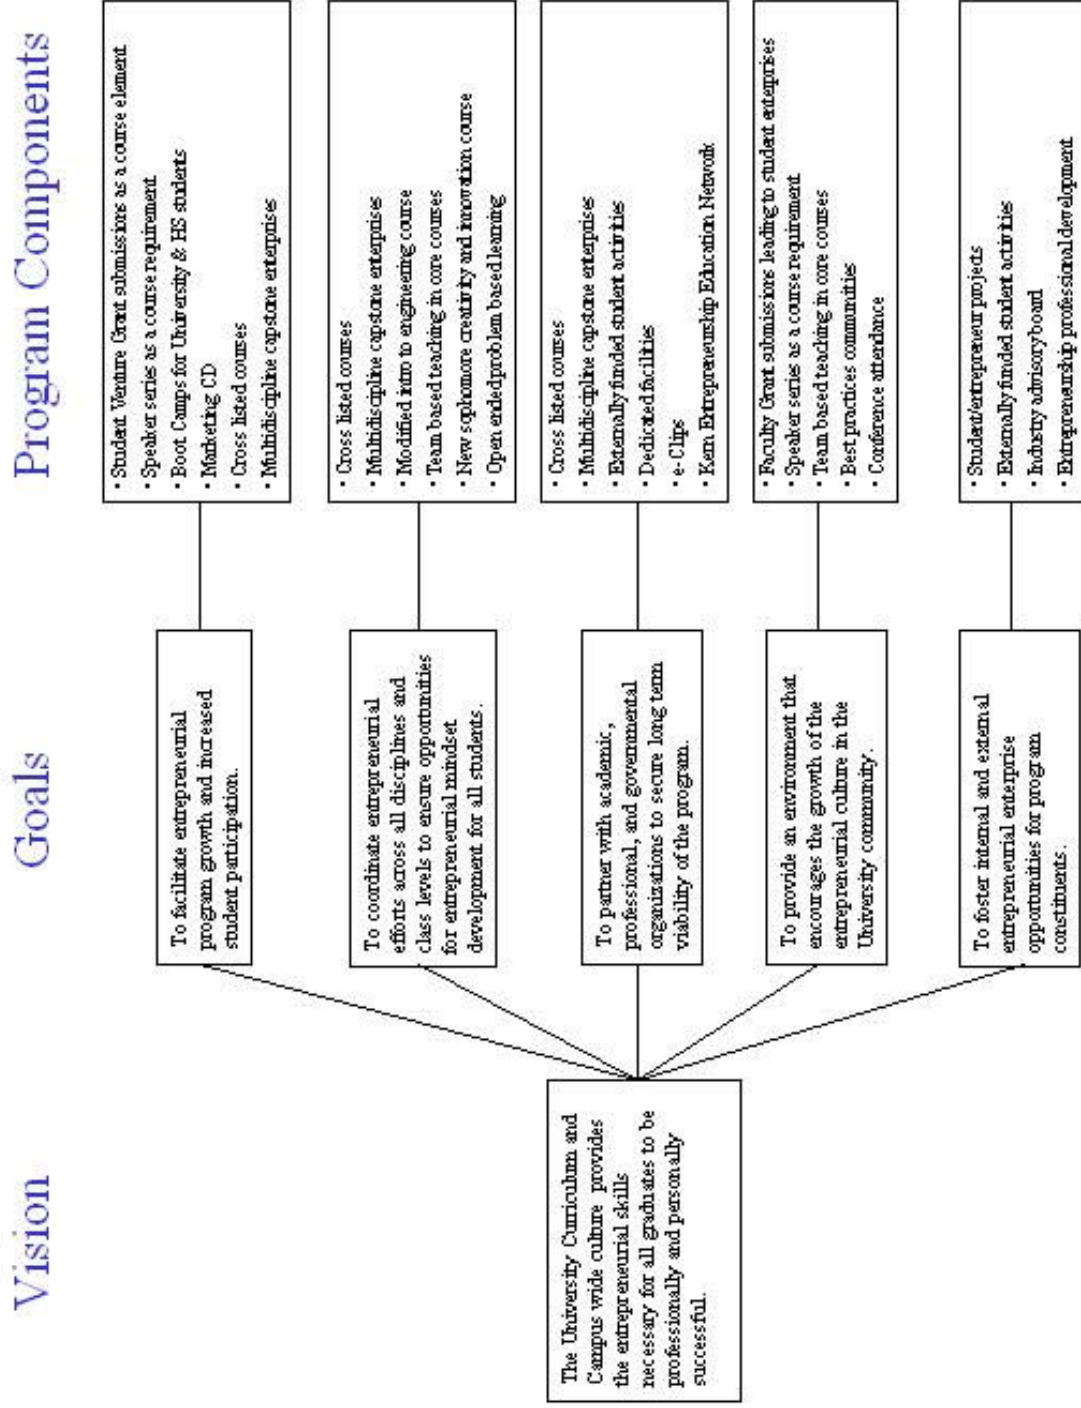 Vision
Goals
Program Components
The University Curriculum and
Campus wide culture provides
the entrepreneurial skills
necessary for all graduates to be
professionally and personally
successful.
To facilitate entrepreneurial
program growth and increased
student participation.
• Student Venture Grant submissions as a course element
• Speaker series as a course requirement
• Boot Camps for University & HS students
• Marketing CD
• Cross listed courses
• Multidiscipline capstone enterprises
To coordinate entrepreneurial
efforts across all disciplines and
class levels to ensure opportunities
for entrepreneurial mindset
development for all students.
• Cross listed courses
• Multidiscipline capstone enterprises
• Modified intro to engineering course
• Team based teaching in core courses
• New sophomore creativity and innovation course
• Open ended problem based learning
To partner with academic,
professional, and governmental
organizations to secure long term
viability of the program.
• Cross listed courses
• Multidiscipline capstone enterprises
• Externally funded student activities
• Dedicated facilities
• e-Clips
• Kern Entrepreneurship Education Network
To provide an environment that
encourages the growth of the
entrepreneurial culture in the
University community.
• Faculty Grant submissions leading to student enterprises
• Speaker series as a course requirement
• Team based teaching in core courses
• Best practices communities
• Conference attendance
To foster internal and external
entrepreneurial enterprise
opportunities for program
constituents.
• Student/entrepreneur projects
• Externally funded student activities
• Industry advisory board
• Entrepreneurship professional development